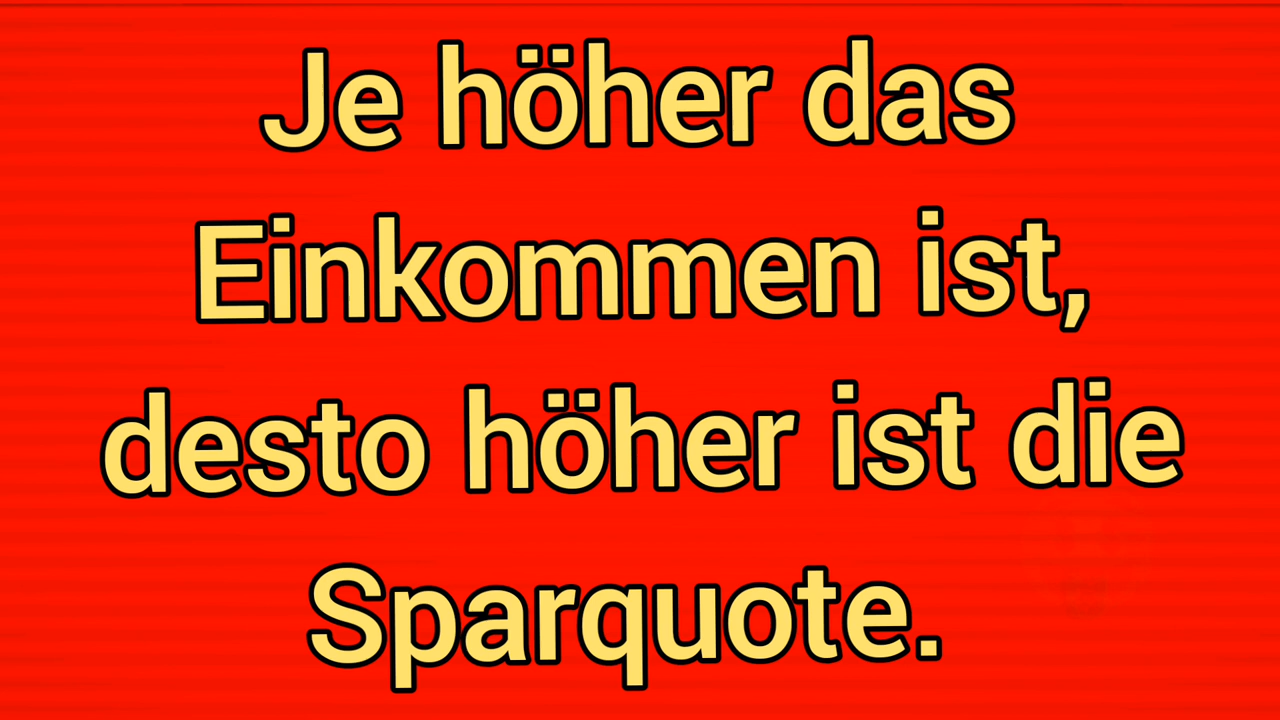 Je höher das
Einkommen ist,
desto höher ist die
Sparquote.